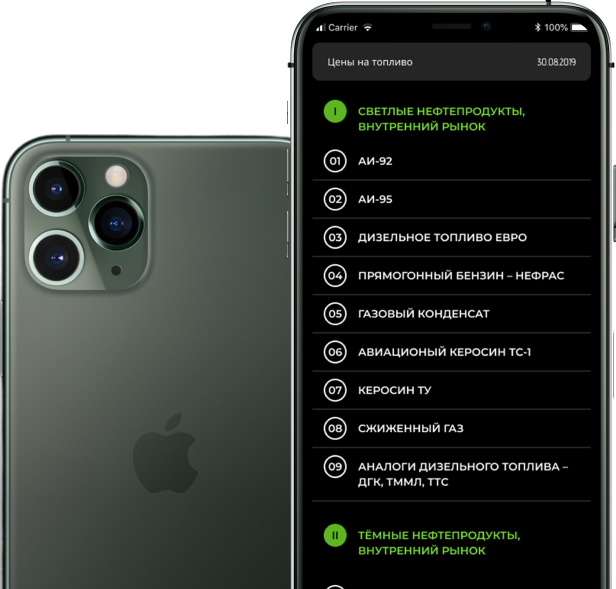 Carrier 100%
Цены на топливо 30.08.2019
I СВЕТЛЫЕ НЕФТЕПРОДУКТЫ,
ВНУТРЕННИЙ РЫНОК
01 АИ-92
02 АИ-95
03 ДИЗЕЛЬНОЕ ТОПЛИВО ЕВРО
04 ПРЯМОГОННЫЙ БЕНЗИН – НЕФРАС
05 ГАЗОВЫЙ КОНДЕНСАТ
06 АВИАЦИОНЫЙ КЕРОСИН ТС-1
07 КЕРОСИН ТУ
08 СЖИЖЕННЫЙ ГАЗ
09 АНАЛОГИ ДИЗЕЛЬНОГО ТОПЛИВА –
ДГК, ТММЛ, ТТС
II ТЁМНЫЕ НЕФТЕПРОДУКТЫ,
ВНУТРЕННИЙ РЫНОК